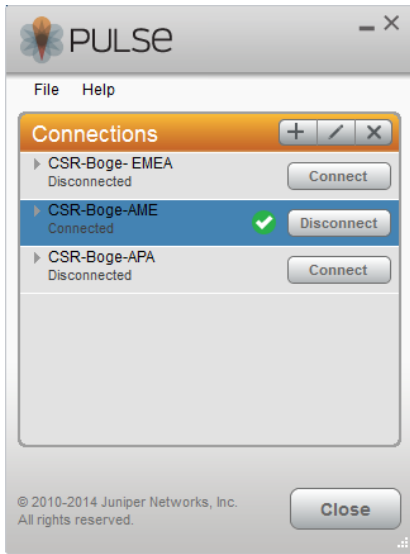 PULSe
File Help
Connections
CSR-Boge- EMEA
Disconnected
Connect
CSR-Boge-AME
Connected
Disconnect
CSR-Boge-APA
Disconnected
Connect
© 2010-2014 Juniper Networks, Inc.
All rights reserved.
Close